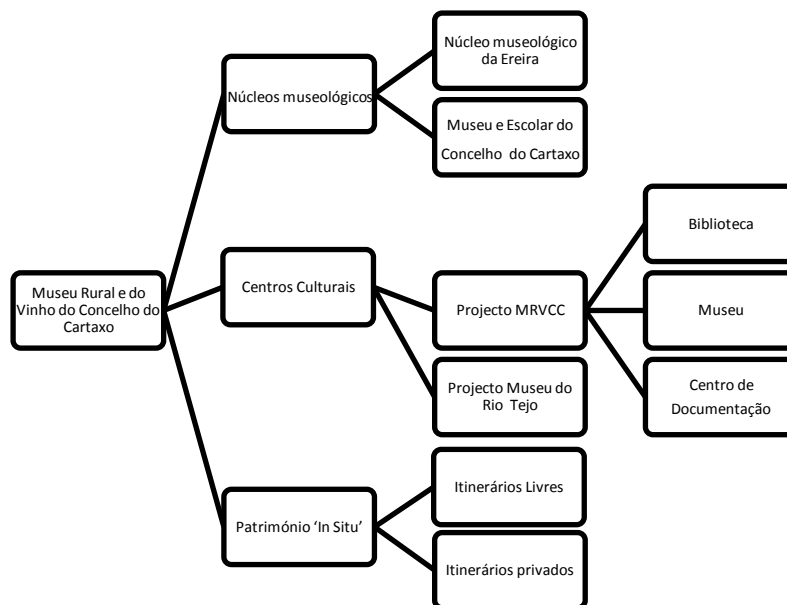 Núcleo museológico
da Ereira
Núcleos museológicos
Museu e Escolar do
Concelho do Cartaxo
Biblioteca
Centros Culturais
Museu Rural e do
Vinho do Concelho do
Cartaxo
Projecto MRVCC
Museu
Projecto Museu do
Rio Tejo
Centro de
Documentação
Itinerários Livres
Património ‘In Situ’
Itinerários privados